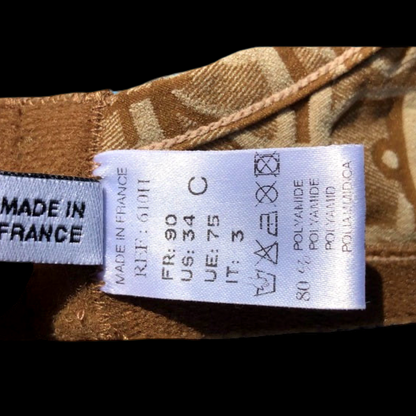 MADE IN
FRANCE
MADE IN FRANCE
REF: 610H
FR: 90
US: 34
UE: 75
IT: 3
C
80 % POLYAMIDE
POLYAMIDE
POLYAMID